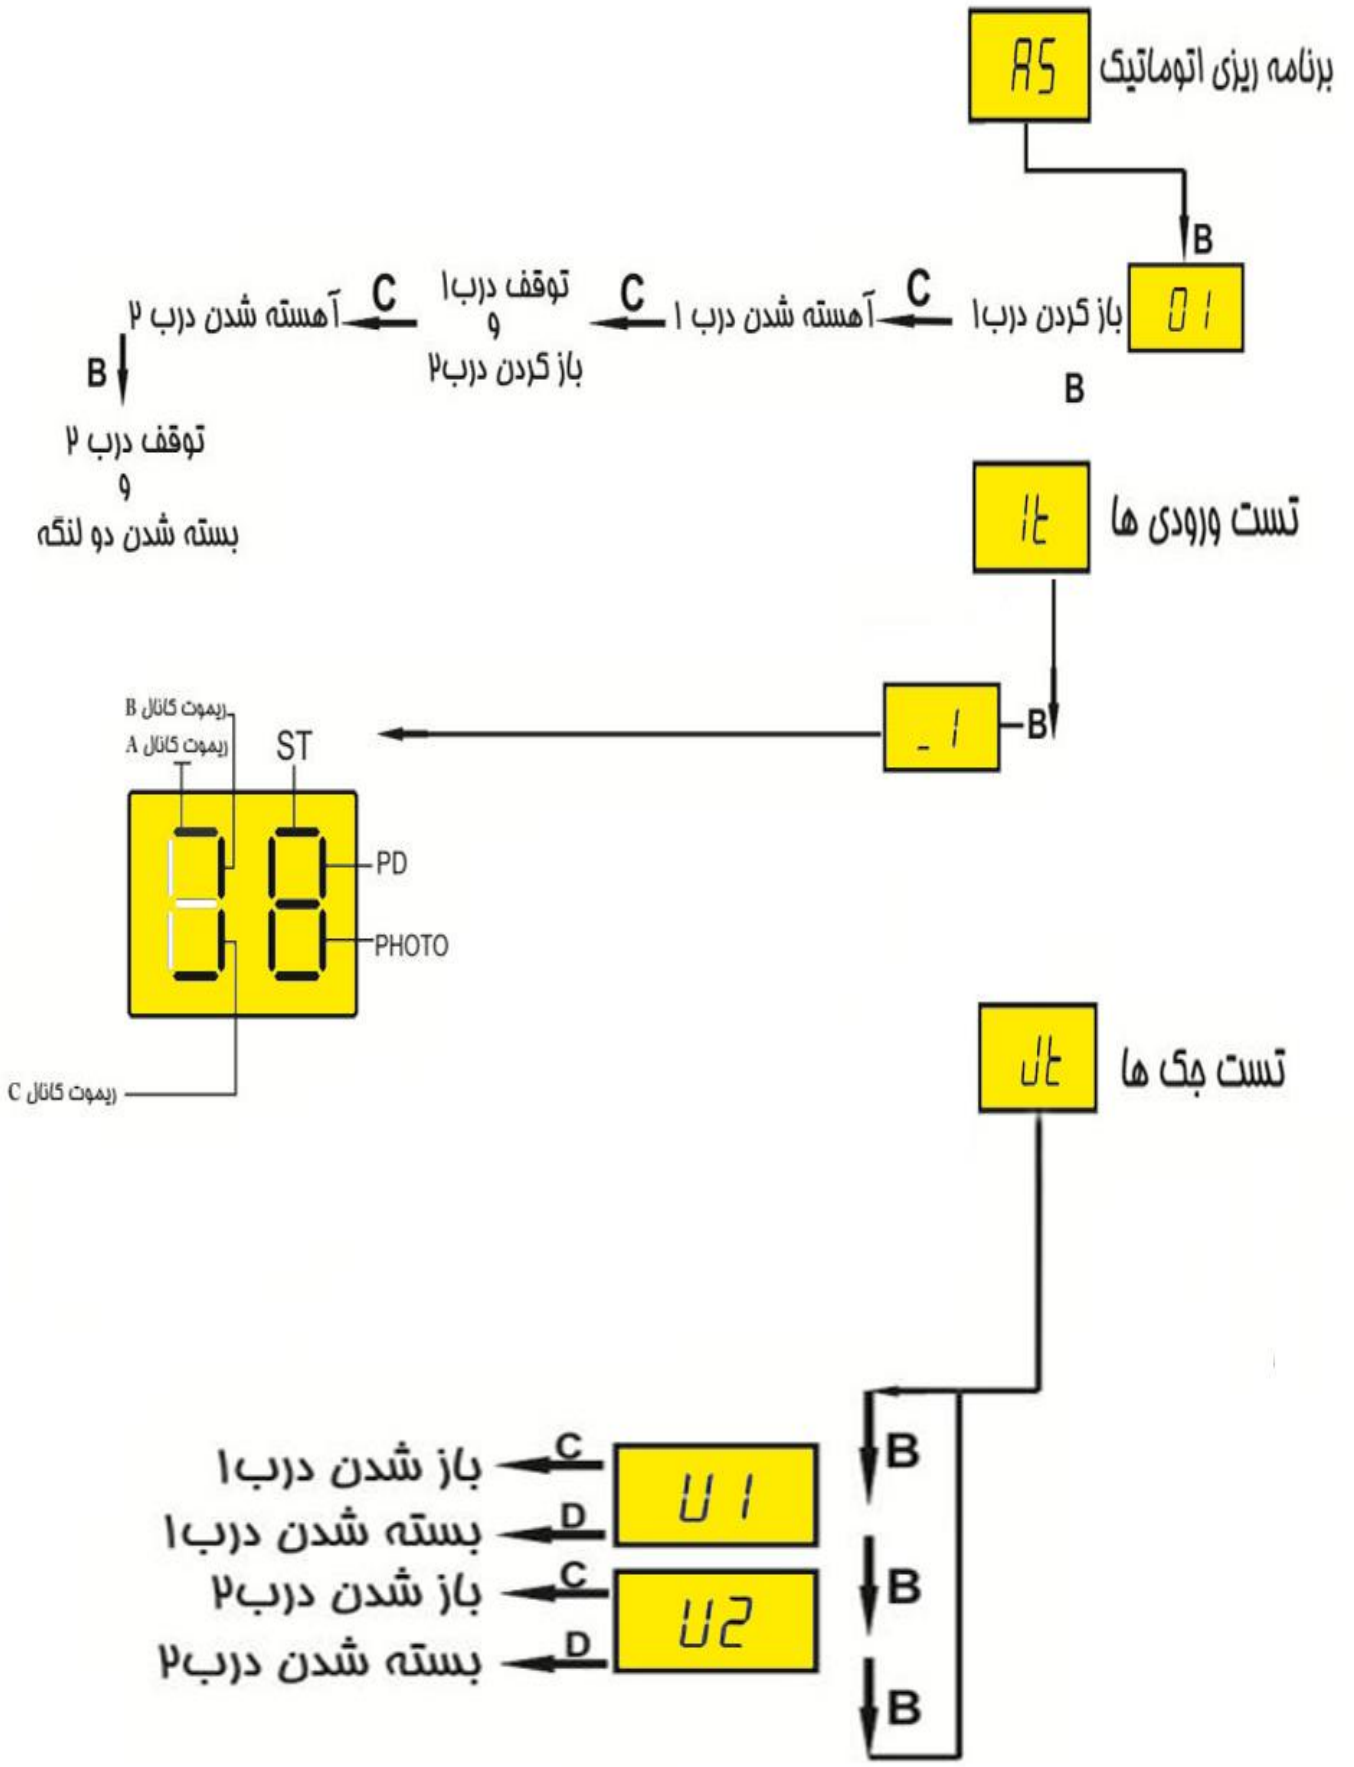 AS
برنامه ریزی اتوماتیک
B
01
باز کردن درب۱
C
آهسته شدن درب ۱
C
توقف درب۱
و
باز کردن درب۲
C
آهسته شدن درب ۲
B
توقف درب ۲
و
بسته شدن دو لنگه
B
It
تست ورودی ها
B
_1
ریموت کانال B
ریموت کانال A
ST
PD
PHOTO
ریموت کانال C
Jt
تست جک ها
B
U1
C
باز شدن درب۱
D
بسته شدن درب۱
B
U2
C
باز شدن درب۲
D
بسته شدن درب۲
B